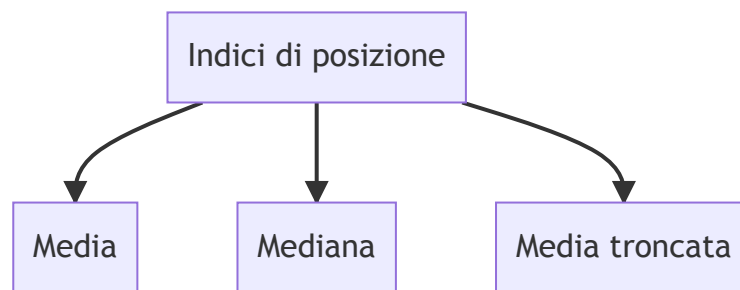 Indici di posizione
Media
Mediana
Media troncata